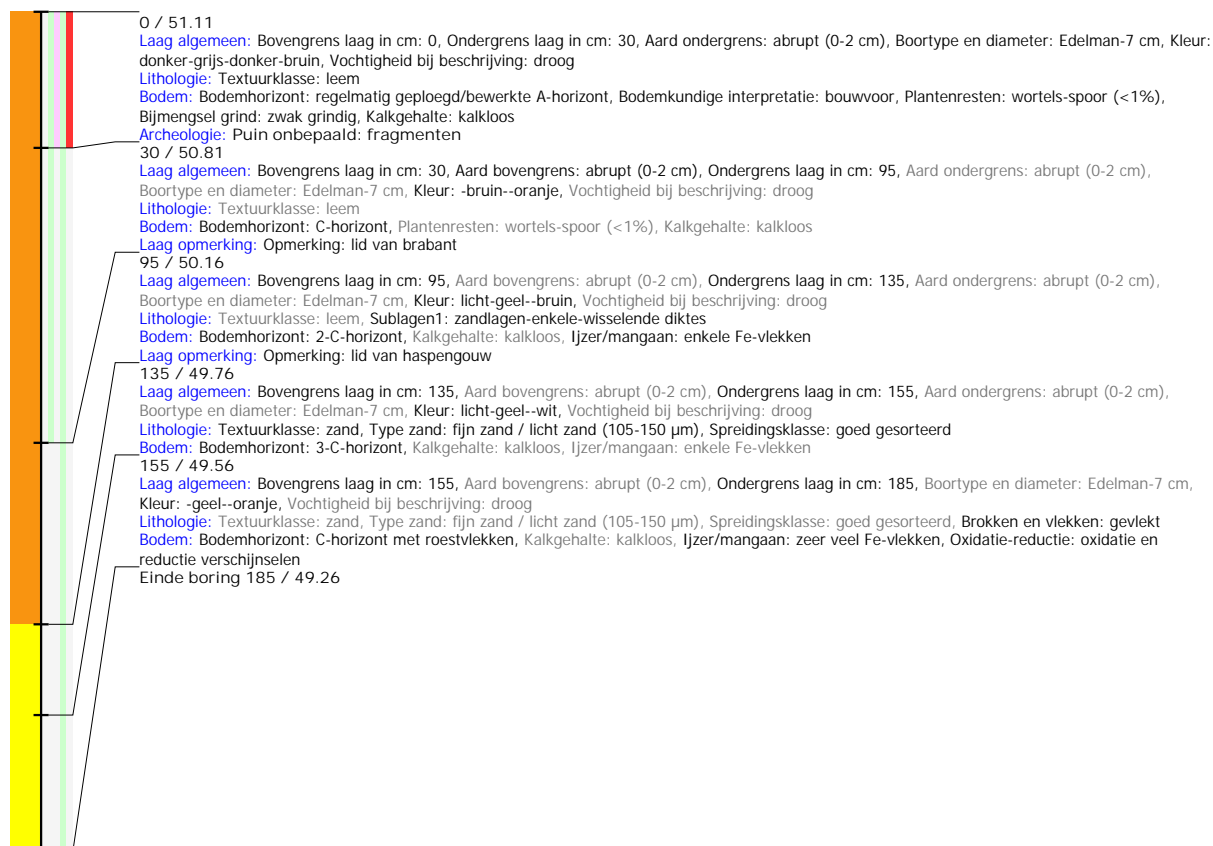 0 / 51.11
Laag algemeen: Bovengrens laag in cm: 0, Ondergrens laag in cm: 30, Aard ondergrens: abrupt (0-2 cm), Boortype en diameter: Edelman-7 cm, Kleur:
donker-grijs-donker-bruin, Vochtigheid bij beschrijving: droog
Lithologie: Textuurklasse: leem
Bodem: Bodemhorizont: regelmatig geploegd/bewerkte A-horizont, Bodemkundige interpretatie: bouwvoor, Plantenresten: wortels-spoor (<1%),
Bijmengsel grind: zwak grindig, Kalkgehalte: kalkloos
Archeologie: Puin onbepaald: fragmenten
30 / 50.81
Laag algemeen: Bovengrens laag in cm: 30, Aard bovengrens: abrupt (0-2 cm), Ondergrens laag in cm: 95, Aard ondergrens: abrupt (0-2 cm),
Boortype en diameter: Edelman-7 cm, Kleur: -bruin--oranje, Vochtigheid bij beschrijving: droog
Lithologie: Textuurklasse: leem
Bodem: Bodemhorizont: C-horizont, Plantenresten: wortels-spoor (<1%), Kalkgehalte: kalkloos
Laag opmerking: Opmerking: lid van brabant
95 / 50.16
Laag algemeen: Bovengrens laag in cm: 95, Aard bovengrens: abrupt (0-2 cm), Ondergrens laag in cm: 135, Aard ondergrens: abrupt (0-2 cm),
Boortype en diameter: Edelman-7 cm, Kleur: licht-geel--bruin, Vochtigheid bij beschrijving: droog
Lithologie: Textuurklasse: leem, Sublagen1: zandlagen-enkele-wisselende diktes
Bodem: Bodemhorizont: 2-C-horizont, Kalkgehalte: kalkloos, Ijzer/mangaan: enkele Fe-vlekken
Laag opmerking: Opmerking: lid van haspengouw
135 / 49.76
Laag algemeen: Bovengrens laag in cm: 135, Aard bovengrens: abrupt (0-2 cm), Ondergrens laag in cm: 155, Aard ondergrens: abrupt (0-2 cm),
Boortype en diameter: Edelman-7 cm, Kleur: licht-geel--wit, Vochtigheid bij beschrijving: droog
Lithologie: Textuurklasse: zand, Type zand: fijn zand / licht zand (105-150 µm), Spreidingsklasse: goed gesorteerd
Bodem: Bodemhorizont: 3-C-horizont, Kalkgehalte: kalkloos, Ijzer/mangaan: enkele Fe-vlekken
155 / 49.56
Laag algemeen: Bovengrens laag in cm: 155, Aard bovengrens: abrupt (0-2 cm), Ondergrens laag in cm: 185, Boortype en diameter: Edelman-7 cm,
Kleur: -geel--oranje, Vochtigheid bij beschrijving: droog
Lithologie: Textuurklasse: zand, Type zand: fijn zand / licht zand (105-150 µm), Spreidingsklasse: goed gesorteerd, Brokken en vlekken: gevlekt
Bodem: Bodemhorizont: C-horizont met roestvlekken, Kalkgehalte: kalkloos, Ijzer/mangaan: zeer veel Fe-vlekken, Oxidatie-reductie: oxidatie en
reductie verschijnselen
Einde boring 185 / 49.26